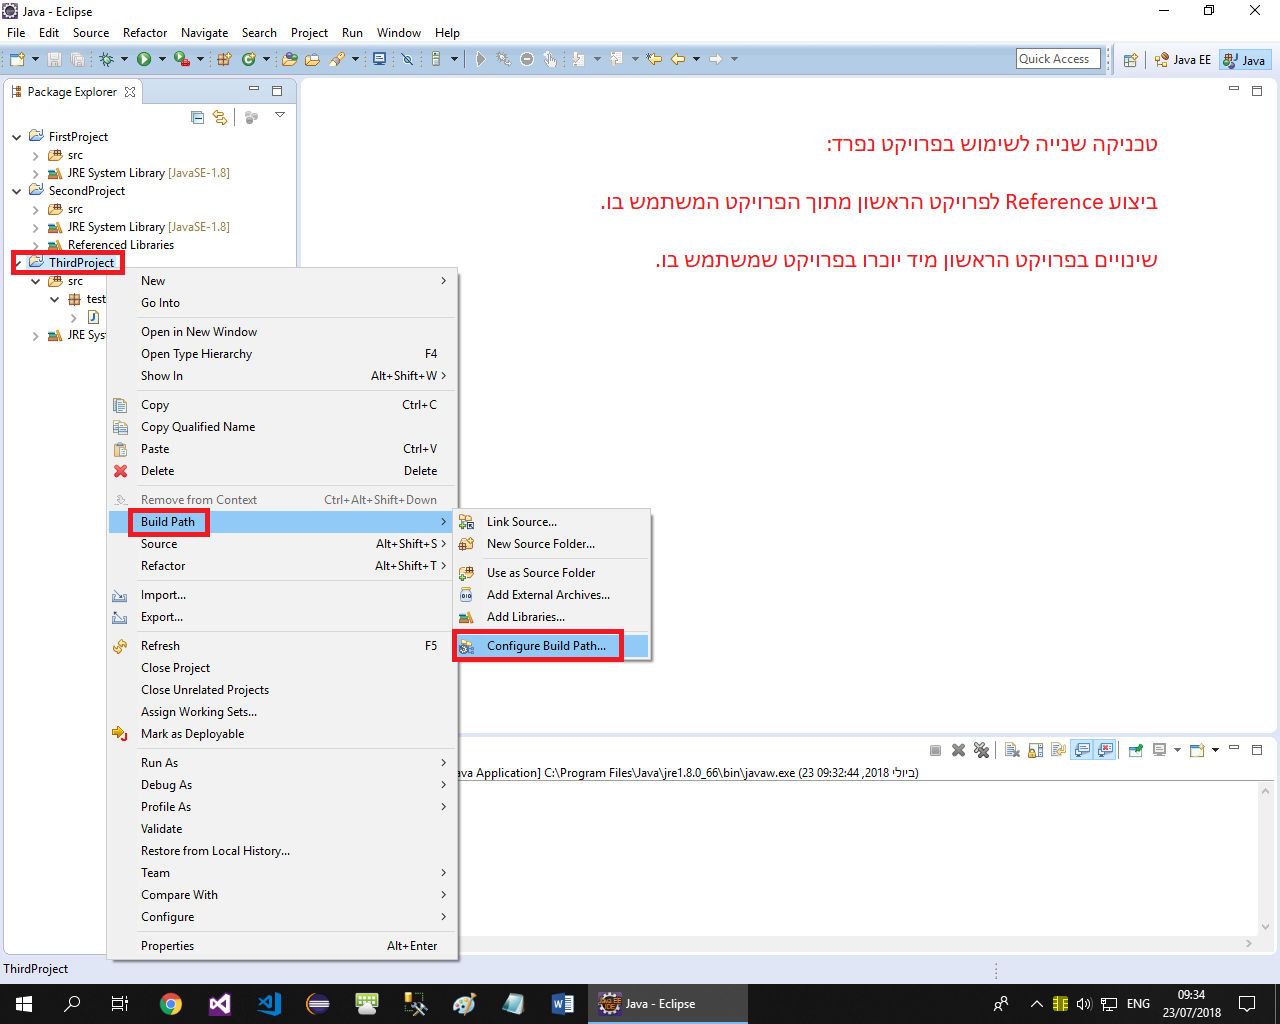 Java - Eclipse
File Edit Source Refactor Navigate Search Project Run Window Help
Quick Access
Java EE
Java
Package Explorer
FirstProject
src
JRE System Library [JavaSE-1.8]
SecondProject
src
JRE System Library [JavaSE-1.8]
Referenced Libraries
ThirdProject
src
test
JRE Sys
טכניקה שנייה לשימוש בפרויקט נפרד:
ביצוע Reference לפרויקט הראשון מתוך הפרויקט המשתמש בו.
שינויים בפרויקט הראשון מיד יוכרו בפרויקט שמשתמש בו.
New
Go Into
Open in New Window
Open Type Hierarchy F4
Show In Alt+Shift+W
Copy Ctrl+C
Copy Qualified Name
Paste Ctrl+V
Delete Delete
Remove from Context Ctrl+Alt+Shift+Down
Build Path
Source Alt+Shift+S
Refactor Alt+Shift+T
Import...
Export...
Refresh F5
Close Project
Close Unrelated Projects
Assign Working Sets...
Mark as Deployable
Run As
Debug As
Profile As
Validate
Restore from Local History...
Team
Compare With
Configure
Properties Alt+Enter
Link Source...
New Source Folder...
Use as Source Folder
Add External Archives...
Add Libraries...
Configure Build Path...
ava Application] C:\Program Files\Java\jre1.8.0_66\bin\javaw.exe (23 ביולי 2018, 09:32:44)
ThirdProject
Java - Eclipse
ENG
09:34
23/07/2018